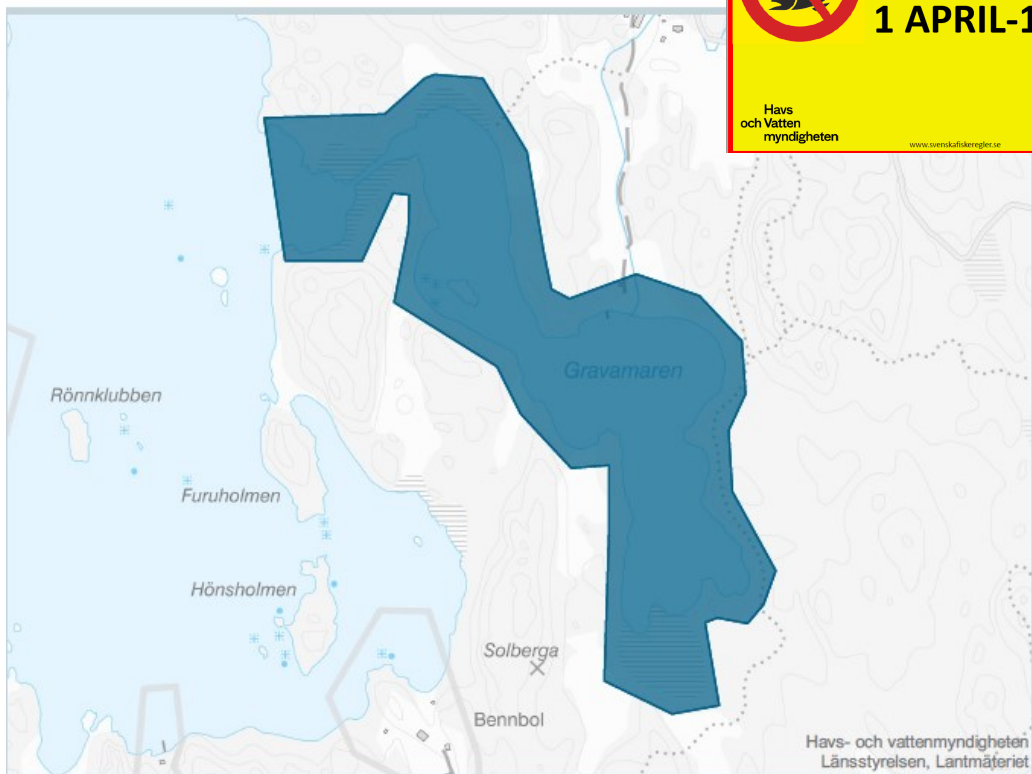 1 APRIL-1
Havs
och Vatten
myndigheten
www.svenskafiskeregler.se
Gravamaren
Rönnklubben
Furuholmen
Hönsholmen
Solberga
Bennbol
Havs- och vattenmyndigheten
Länsstyrelsen, Lantmäteriet